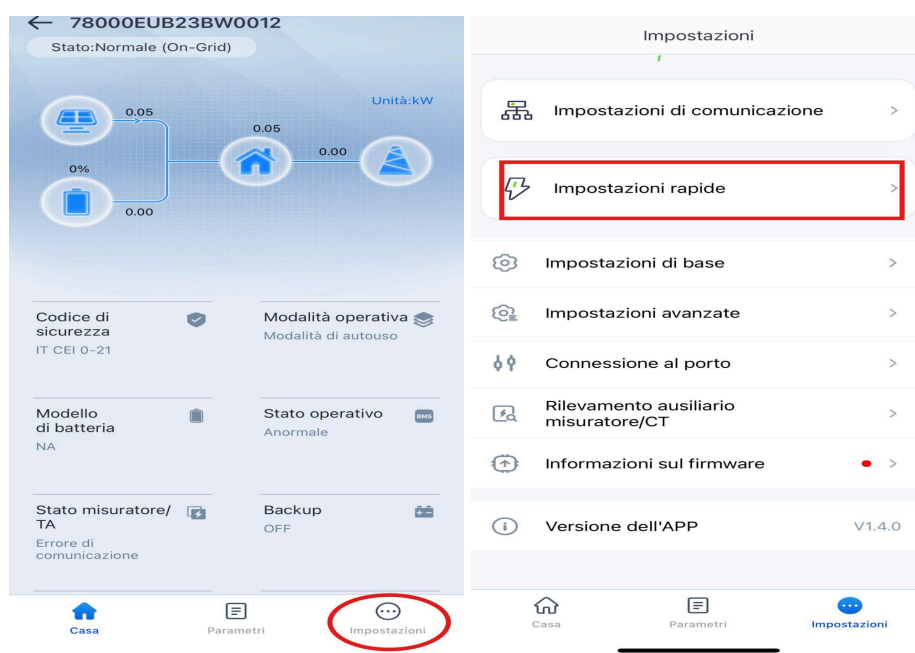 78000EUB23BW0012
Stato:Normale (On-Grid)
Unità:kW
0.05
0.05
0.00
0%
0.00
Codice di
sicurezza
IT CEI 0-21
Modalità operativa
Modalità di autouso
Modello
di batteria
NA
Stato operativo
Anormale
BMS
Stato misuratore/
TA
Errore di
comunicazione
Backup
OFF
Casa
Parametri
Impostazioni
Impostazioni
Impostazioni di comunicazione
Impostazioni rapide
Impostazioni di base
Impostazioni avanzate
Connessione al porto
Rilevamento ausiliario
misuratore/CT
Informazioni sul firmware
Versione dell'APP
V1.4.0
Casa
Parametri
Impostazioni